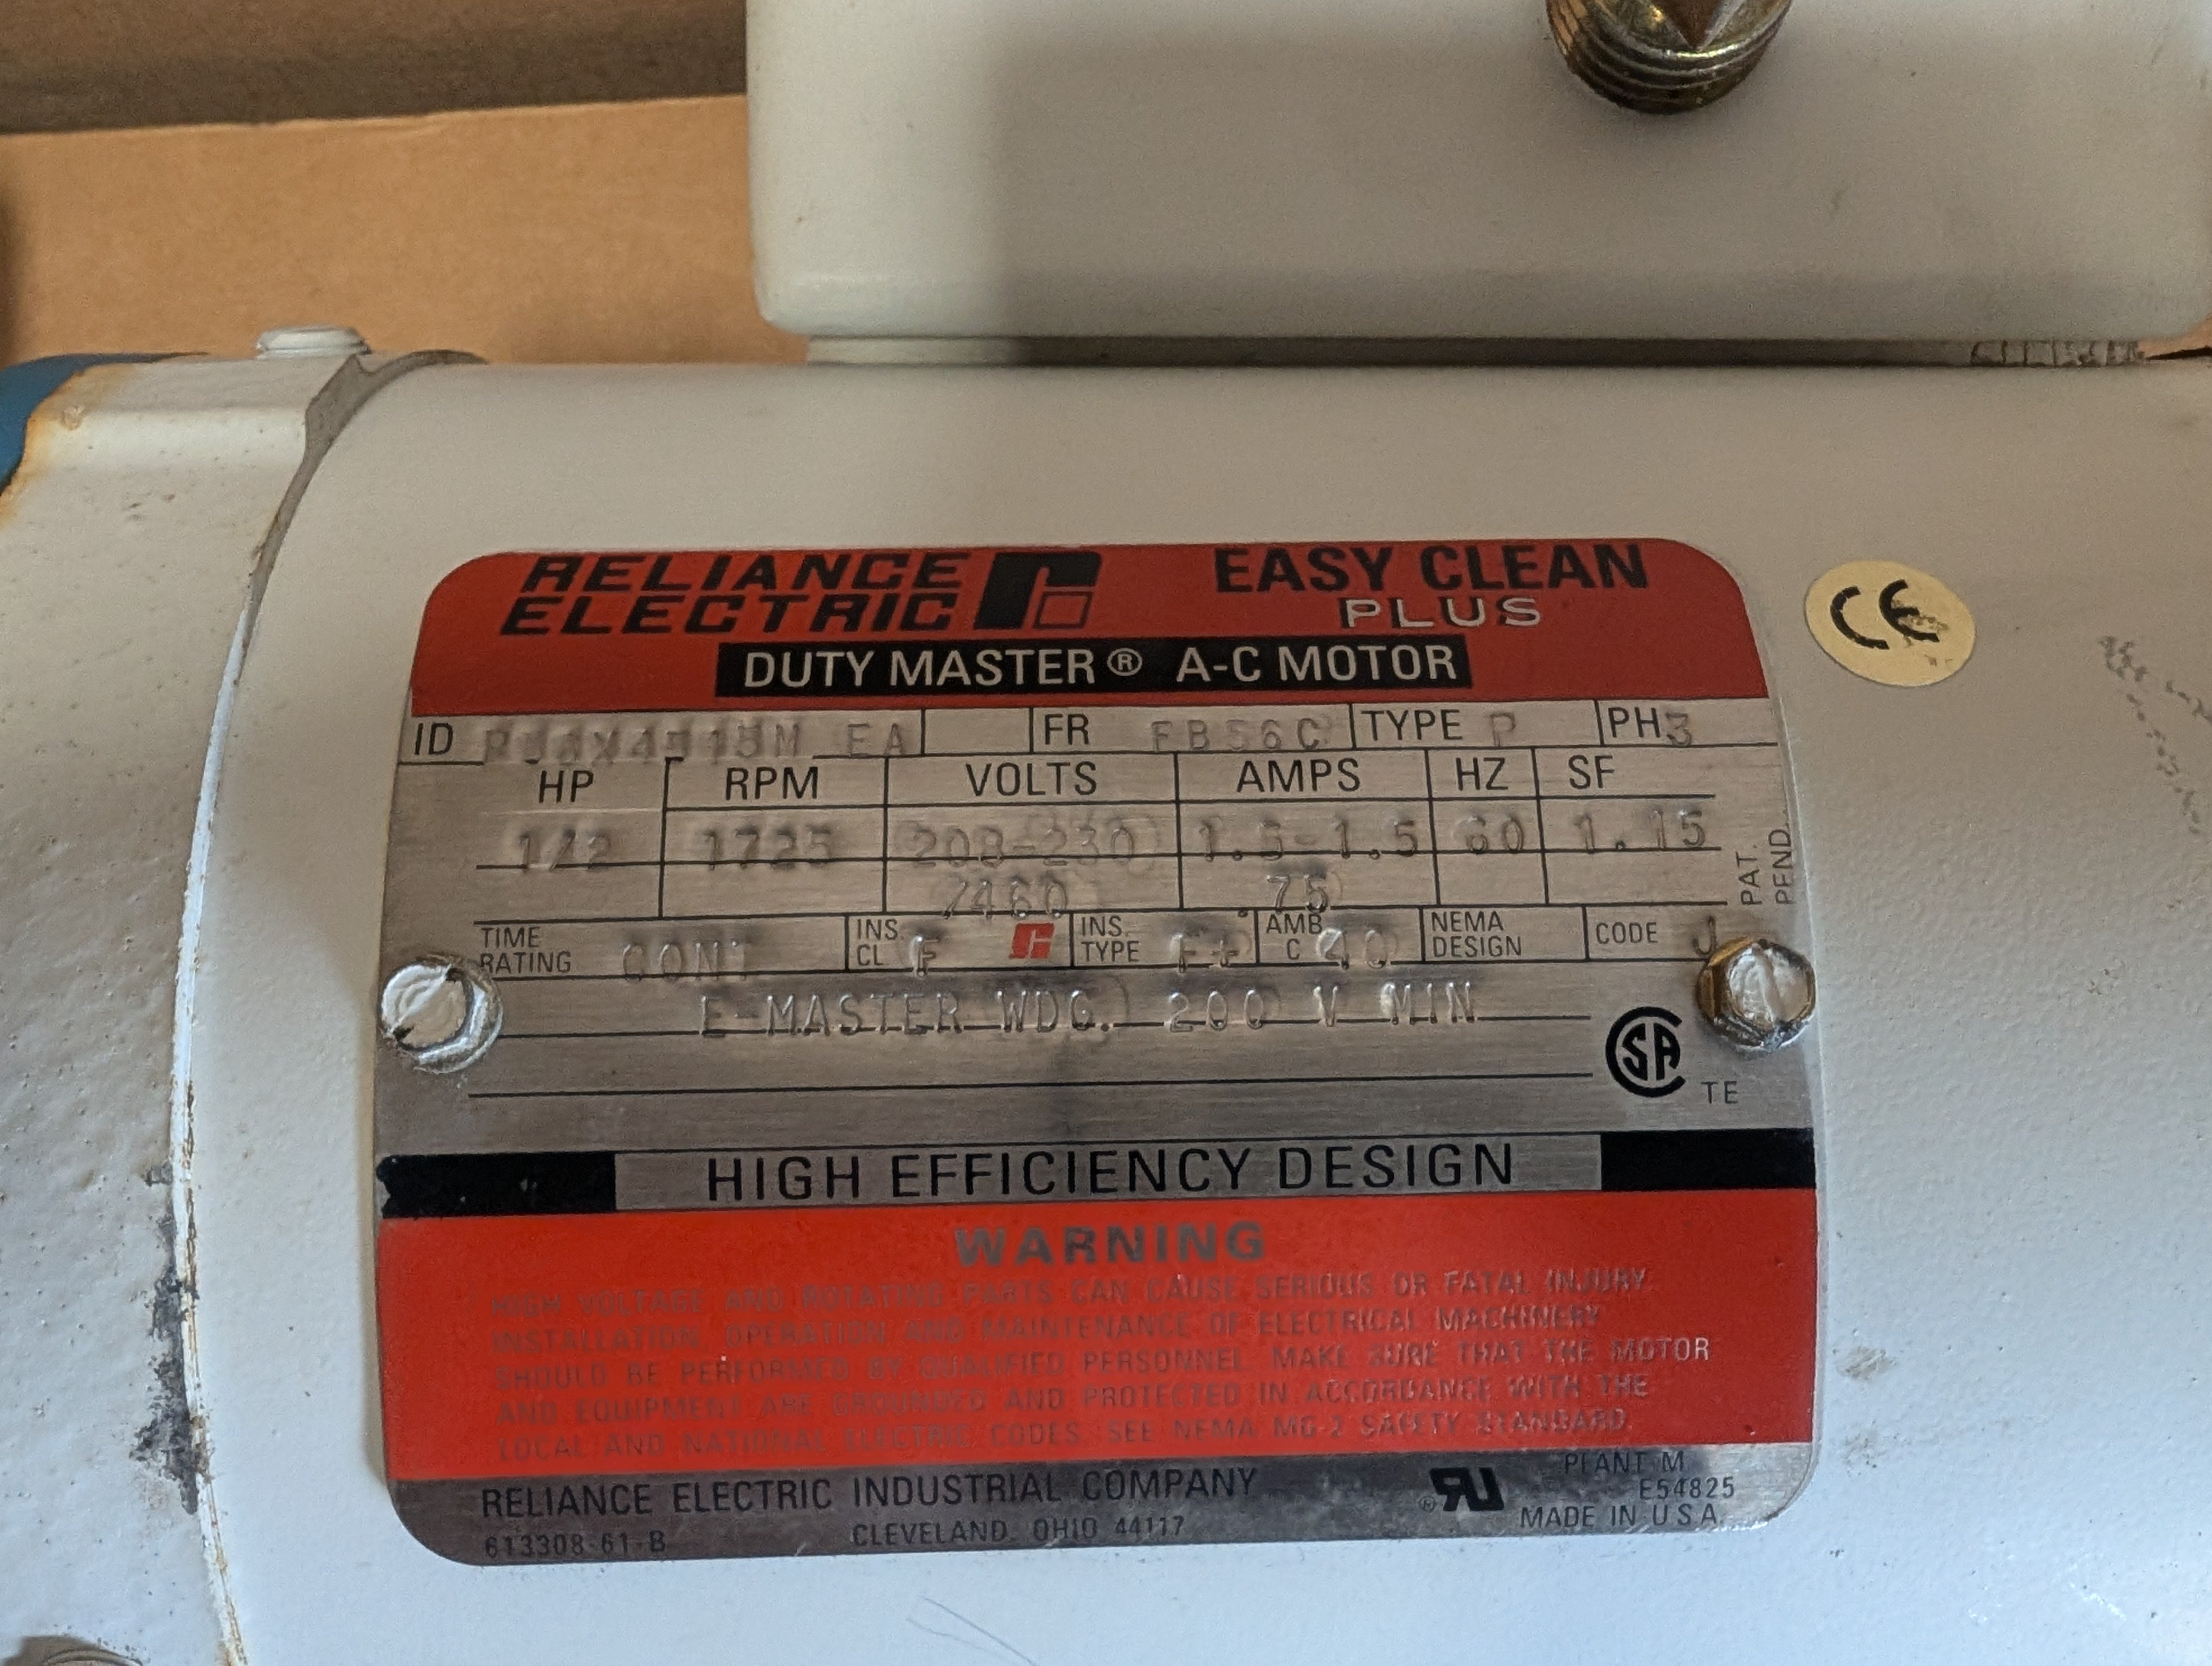 RELIANCE EASY CLEAN
ELECTRIC PLUS
DUTY MASTER® A-C MOTOR
ID EA FR EB56C TYPE P PH 3
HP RPM VOLTS AMPS HZ SF
1/2 1725 208-230 1.5-1.5 60 1.15
/460 .75
TIME RATING CONT INS. CL F INS. TYPE F+ AMB C 40 NEMA DESIGN CODE J
PAT. PEND.
E-MASTER WDG. 200 V MIN
CSA TE
HIGH EFFICIENCY DESIGN
WARNING
HIGH VOLTAGE AND ROTATING PARTS CAN CAUSE SERIOUS OR FATAL INJURY.
INSTALLATION, OPERATION AND MAINTENANCE OF ELECTRICAL MACHINERY
SHOULD BE PERFORMED BY QUALIFIED PERSONNEL. MAKE SURE THAT THE MOTOR
AND EQUIPMENT ARE GROUNDED AND PROTECTED IN ACCORDANCE WITH THE
LOCAL AND NATIONAL ELECTRIC CODES. SEE NEMA MG-2 SAFETY STANDARD.
RELIANCE ELECTRIC INDUSTRIAL COMPANY
613308-61-B CLEVELAND, OHIO 44117
PLANT M
E54825
MADE IN U.S.A.
CE